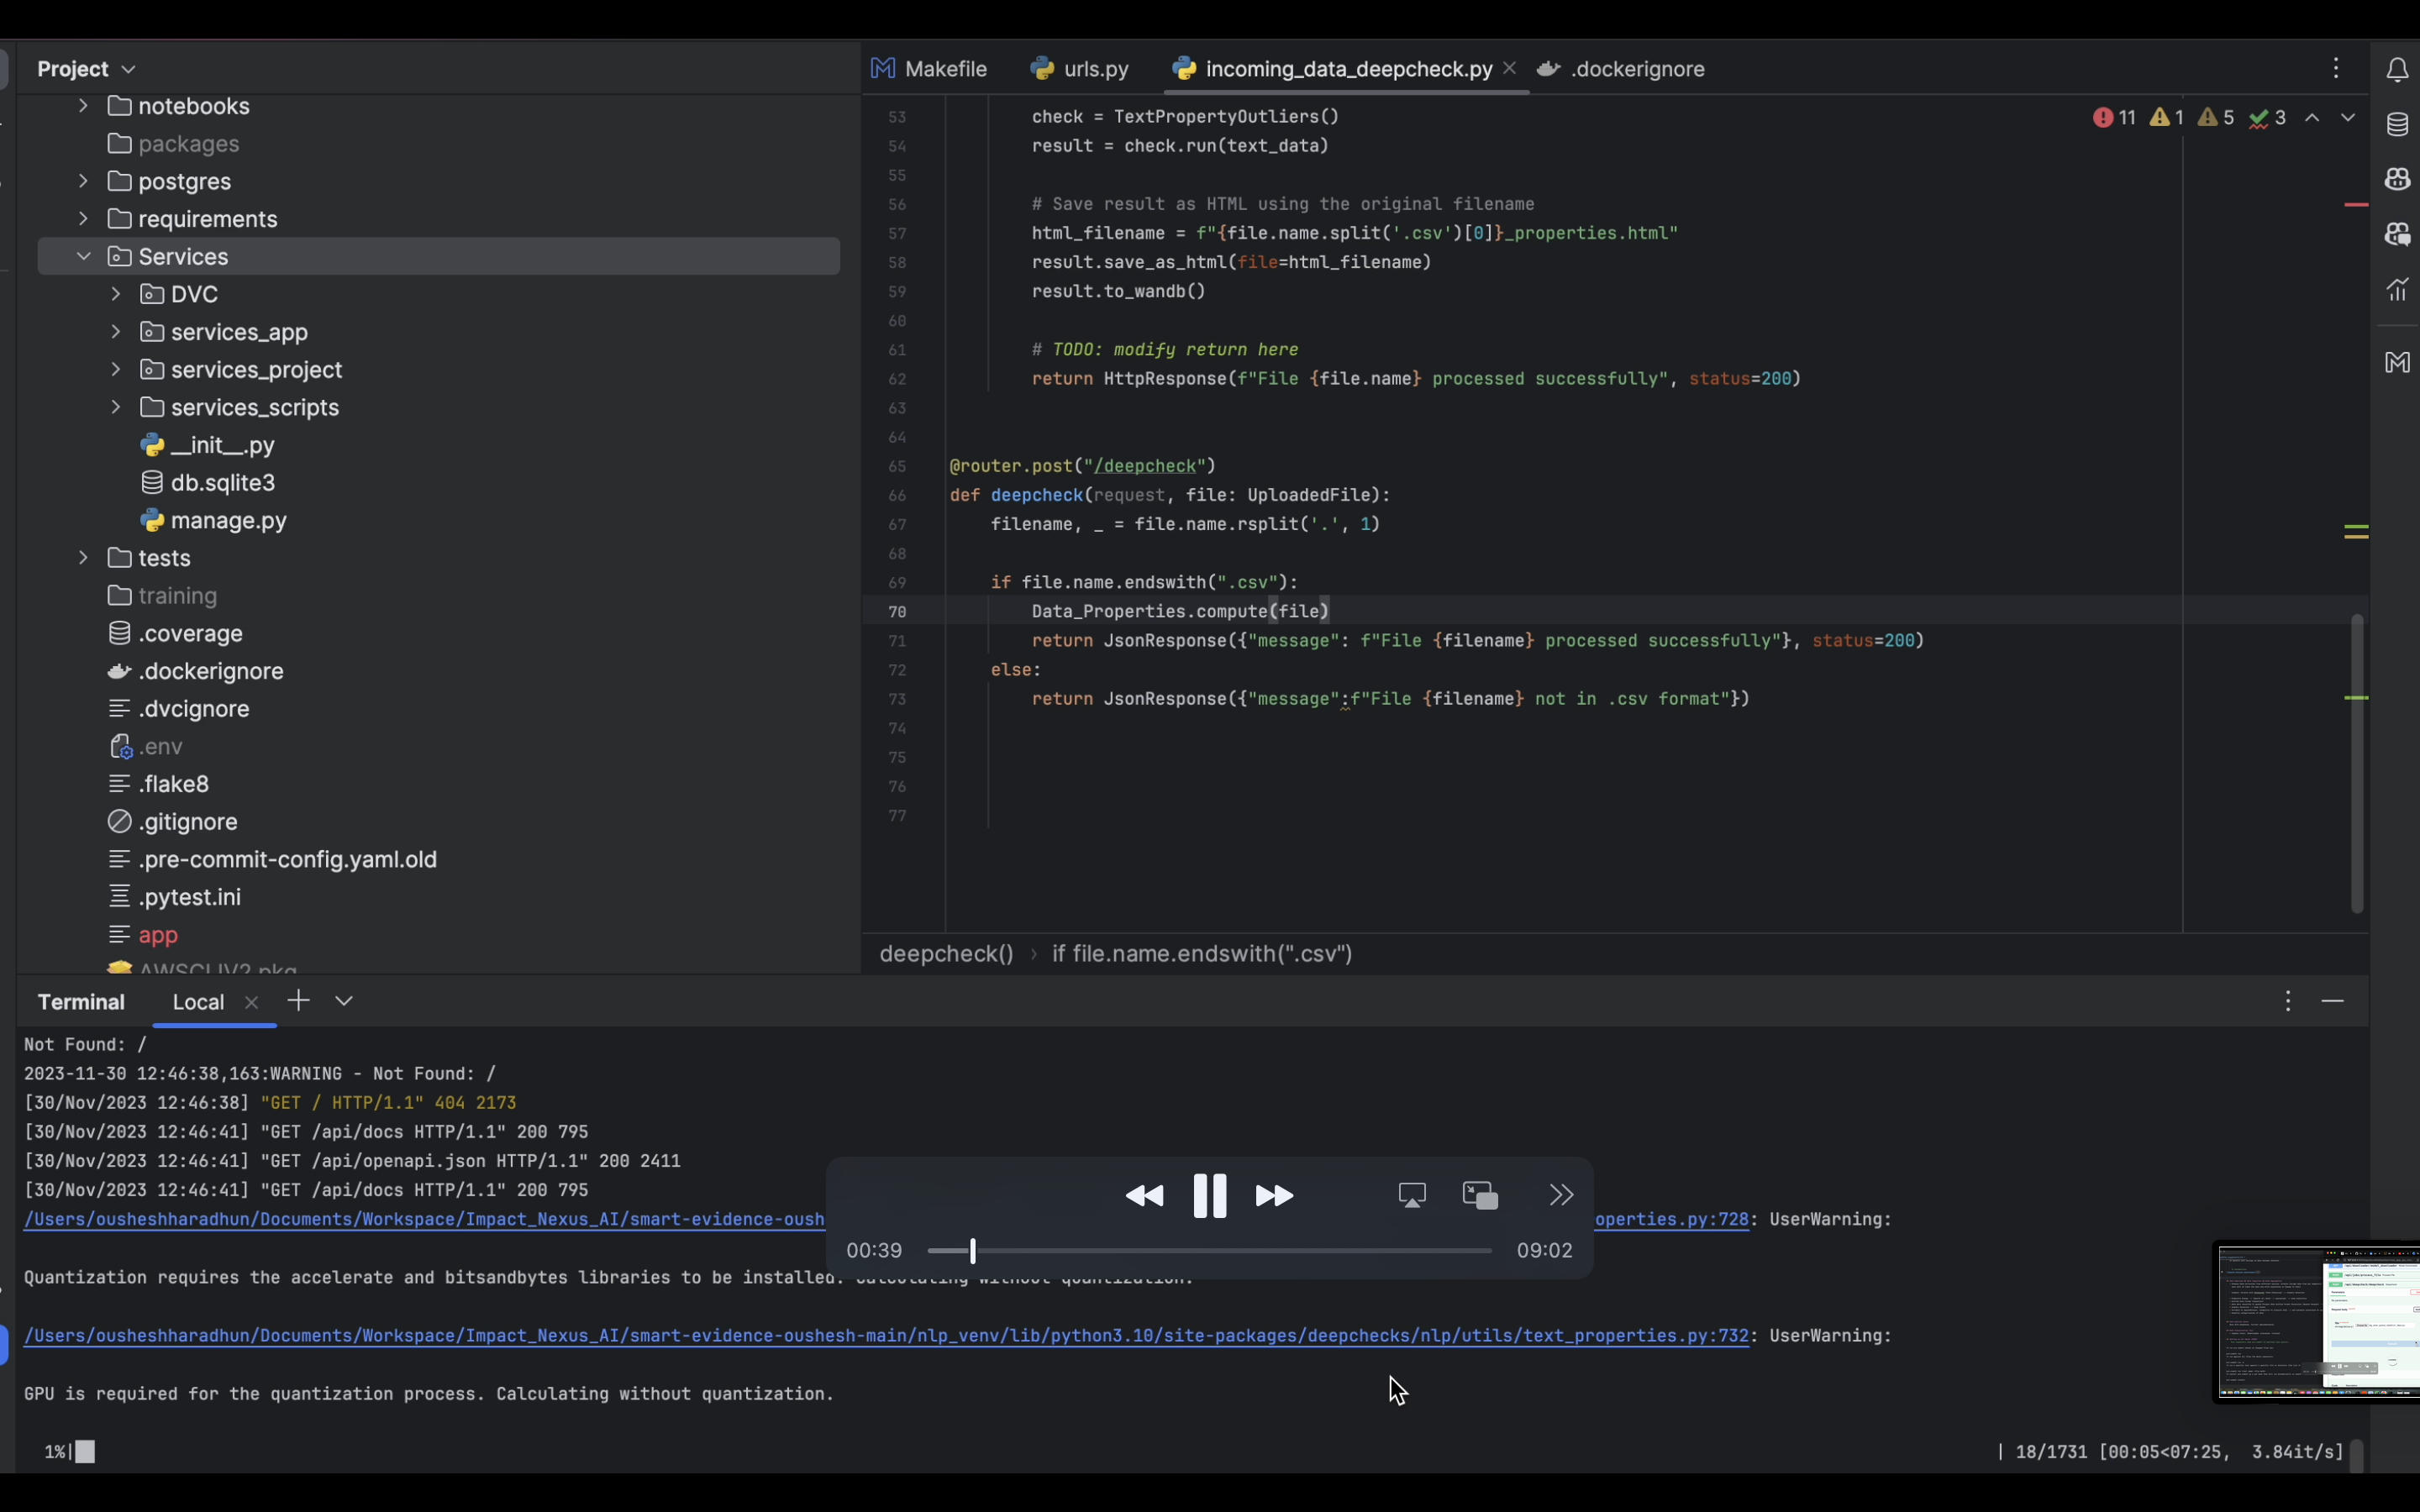 Project
notebooks
packages
postgres
requirements
Services
DVC
services_app
services_project
services_scripts
__init__.py
db.sqlite3
manage.py
tests
training
.coverage
.dockerignore
.dvcignore
.env
.flake8
.gitignore
.pre-commit-config.yaml.old
.pytest.ini
app
AWSCLIV2.pkg
Makefile
urls.py
incoming_data_deepcheck.py
.dockerignore
11 1 5 3
53 check = TextPropertyOutliers()
54 result = check.run(text_data)
55
56 # Save result as HTML using the original filename
57 html_filename = f"{file.name.split('.csv')[0]}_properties.html"
58 result.save_as_html(file=html_filename)
59 result.to_wandb()
60
61 # TODO: modify return here
62 return HttpResponse(f"File {file.name} processed successfully", status=200)
63
64
65 @router.post("/deepcheck")
66 def deepcheck(request, file: UploadedFile):
67 filename, _ = file.name.rsplit('.', 1)
68
69 if file.name.endswith(".csv"):
70 Data_Properties.compute(file)
71 return JsonResponse({"message": f"File {filename} processed successfully"}, status=200)
72 else:
73 return JsonResponse({"message":f"File {filename} not in .csv format"})
74
75
76
77
deepcheck() › if file.name.endswith(".csv")
Terminal Local
Not Found: /
2023-11-30 12:46:38,163:WARNING - Not Found: /
[30/Nov/2023 12:46:38] "GET / HTTP/1.1" 404 2173
[30/Nov/2023 12:46:41] "GET /api/docs HTTP/1.1" 200 795
[30/Nov/2023 12:46:41] "GET /api/openapi.json HTTP/1.1" 200 2411
[30/Nov/2023 12:46:41] "GET /api/docs HTTP/1.1" 200 795
/Users/ousheshharadhun/Documents/Workspace/Impact_Nexus_AI/smart-evidence-oush operties.py:728: UserWarning:
00:39 09:02
Quantization requires the accelerate and bitsandbytes libraries to be installed. Calculating without quantization.
/Users/ousheshharadhun/Documents/Workspace/Impact_Nexus_AI/smart-evidence-oushesh-main/nlp_venv/lib/python3.10/site-packages/deepchecks/nlp/utils/text_properties.py:732: UserWarning:
GPU is required for the quantization process. Calculating without quantization.
1%| | 18/1731 [00:05<07:25, 3.84it/s]